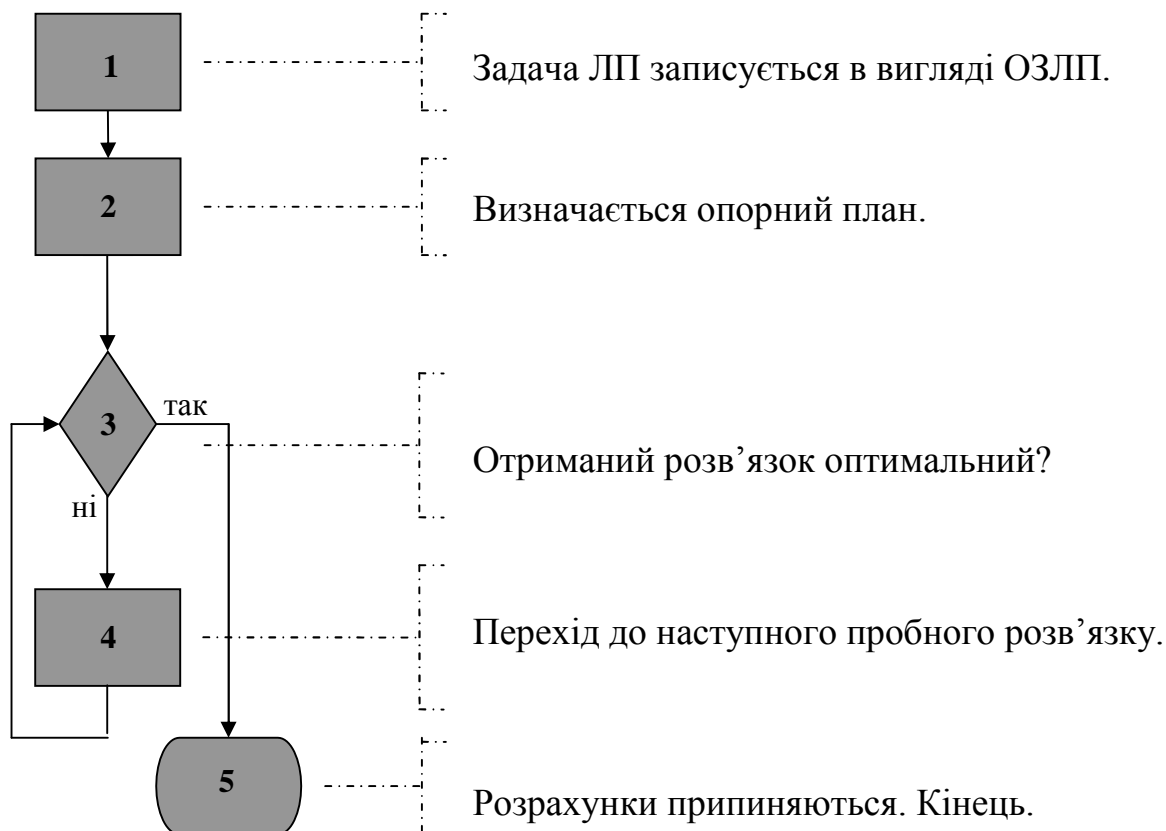 1
Задача ЛП записується в вигляді ОЗЛП.
2
Визначається опорний план.
3
так
Отриманий розв’язок оптимальний?
ні
4
Перехід до наступного пробного розв’язку.
5
Розрахунки припиняються. Кінець.